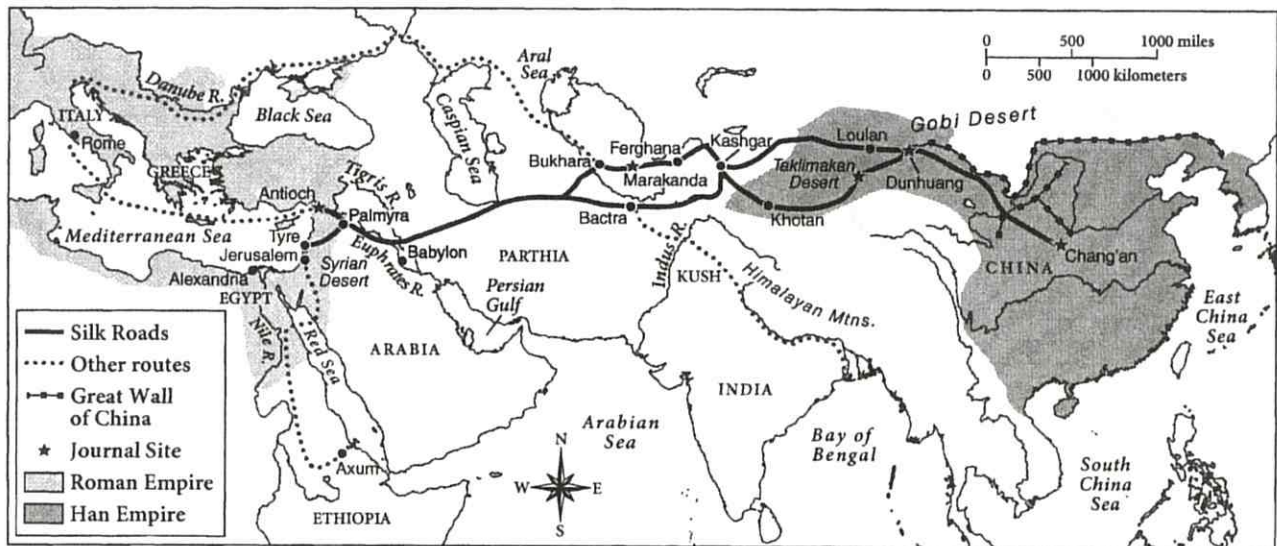 0 500 1000 miles
0 500 1000 kilometers
Aral
Sea
Danube R.
Black Sea
Caspian Sea
ITALY
Rome
GREECE
Gobi Desert
Loulan
Kashgar
Ferghana
Bukhara
Marakanda
Taklimakan
Desert
Dunhuang
Antioch
Tigris R.
Palmyra
Bactra
Khotan
Mediterranean Sea
Tyre
Jerusalem
Syrian
Desert
Euphrates R.
Babylon
PARTHIA
Indus R.
KUSH
Himalayan Mtns.
CHINA
Chang'an
Alexandria
EGYPT
Persian
Gulf
East
China
Sea
Nile R.
Red Sea
ARABIA
INDIA
Arabian
Sea
Bay of
Bengal
South
China
Sea
Axum
ETHIOPIA
N
W
E
S
Silk Roads
Other routes
Great Wall
of China
Journal Site
Roman Empire
Han Empire